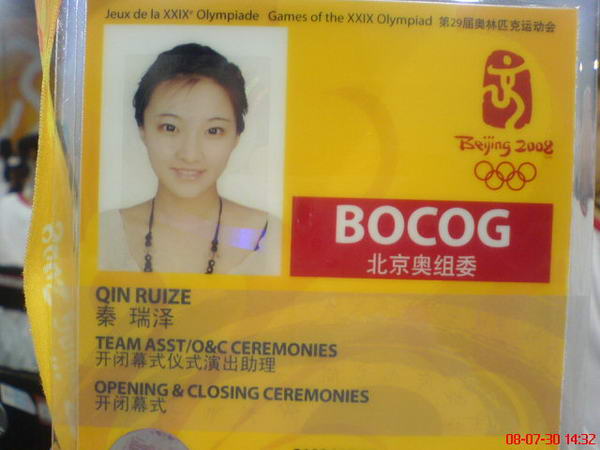 Jeux de la XXIXᵉ Olympiade Games of the XXIX Olympiad 第29届奥林匹克运动会
Beijing 2008
BOCOG
北京奥组委
QIN RUIZE
秦 瑞泽
TEAM ASST/O&C CEREMONIES
开闭幕式仪式演出助理
OPENING & CLOSING CEREMONIES
开闭幕式
08-07-30 14:32